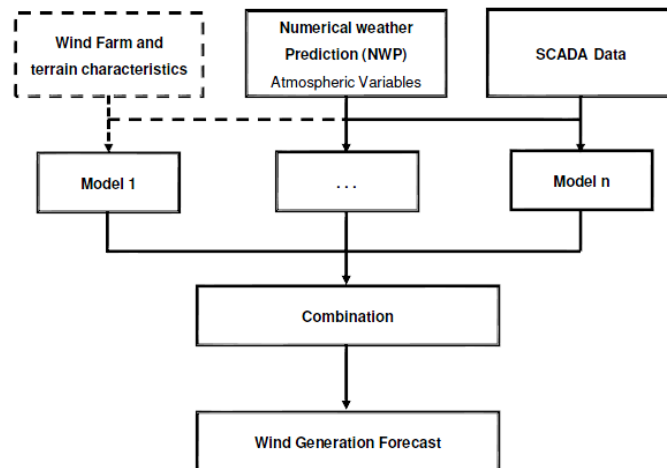 Wind Farm and
terrain characteristics
Numerical weather
Prediction (NWP)
Atmospheric Variables
SCADA Data
Model 1
. . .
Model n
Combination
Wind Generation Forecast